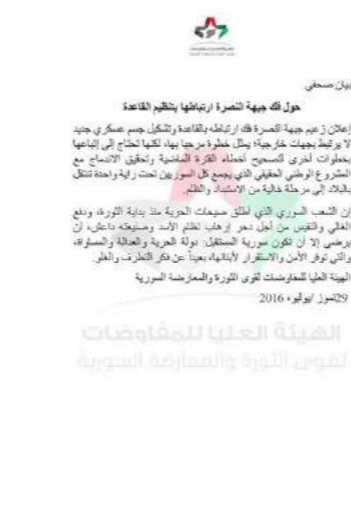 بيان صحفي
حول فك جبهة النصرة ارتباطها بتنظيم القاعدة
إعلان زعيم جبهة النصرة فك ارتباطه بالقاعدة وتشكيل جسم عسكري جديد
لا يرتبط بجهات خارجية؛ يمثل خطوة مرحبا بها، لكنها تحتاج إلى إتباعها
بخطوات أخرى لتصحيح أخطاء الفترة الماضية وتحقيق الاندماج مع
المشروع الوطني الحقيقي الذي يجمع كل السوريين تحت راية واحدة تنتقل
بالبلاد إلى مرحلة خالية من الاستبداد والظلم.
إن الشعب السوري الذي أطلق صيحات الحرية منذ بداية الثورة، ودفع
الغالي والنفيس من أجل دحر إرهاب نظام الأسد وصنيعته داعش، لن
يرضى إلا أن تكون سورية المستقبل: دولة الحرية والعدالة والمساواة،
والتي توفر الأمن والاستقرار لأبنائها، بعيداً عن فكر التطرف والغلو.
الهيئة العليا للمفاوضات لقوى الثورة والمعارضة السورية
29تموز /يوليو، 2016
الهيئة العليا للمفاوضات
لقوى الثورة والمعارضة السورية